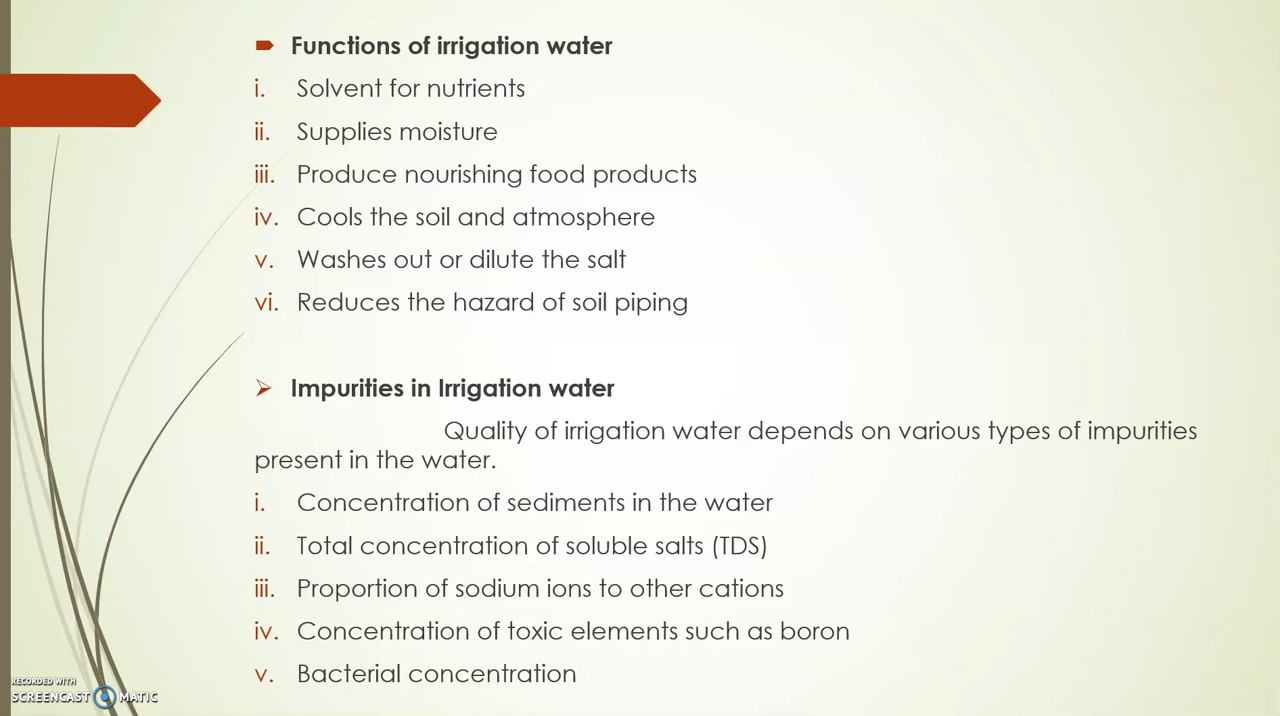 Functions of irrigation water
i. Solvent for nutrients
ii. Supplies moisture
iii. Produce nourishing food products
iv. Cools the soil and atmosphere
v. Washes out or dilute the salt
vi. Reduces the hazard of soil piping
Impurities in Irrigation water
Quality of irrigation water depends on various types of impurities
present in the water.
i. Concentration of sediments in the water
ii. Total concentration of soluble salts (TDS)
iii. Proportion of sodium ions to other cations
iv. Concentration of toxic elements such as boron
v. Bacterial concentration
RECORDED WITH
SCREENCAST MATIC